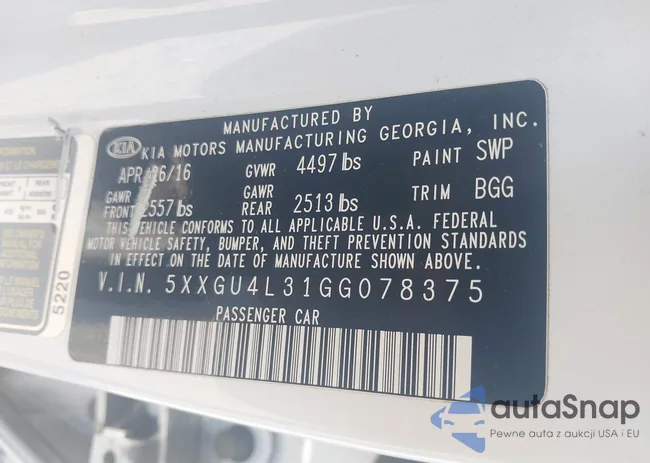 MANUFACTURED BY
KIA KIA MOTORS MANUFACTURING GEORGIA, INC.
APR /26/16 GVWR 4497 lbs PAINT SWP
GAWR FRONT 2557 lbs GAWR REAR 2513 lbs TRIM BGG
THIS VEHICLE CONFORMS TO ALL APPLICABLE U.S.A. FEDERAL
MOTOR VEHICLE SAFETY, BUMPER, AND THEFT PREVENTION STANDARDS
IN EFFECT ON THE DATE OF MANUFACTURE SHOWN ABOVE.
V.I.N. 5XXGU4L31GG078375
PASSENGER CAR
5220
autaSnap
Pewne auta z aukcji USA i EU